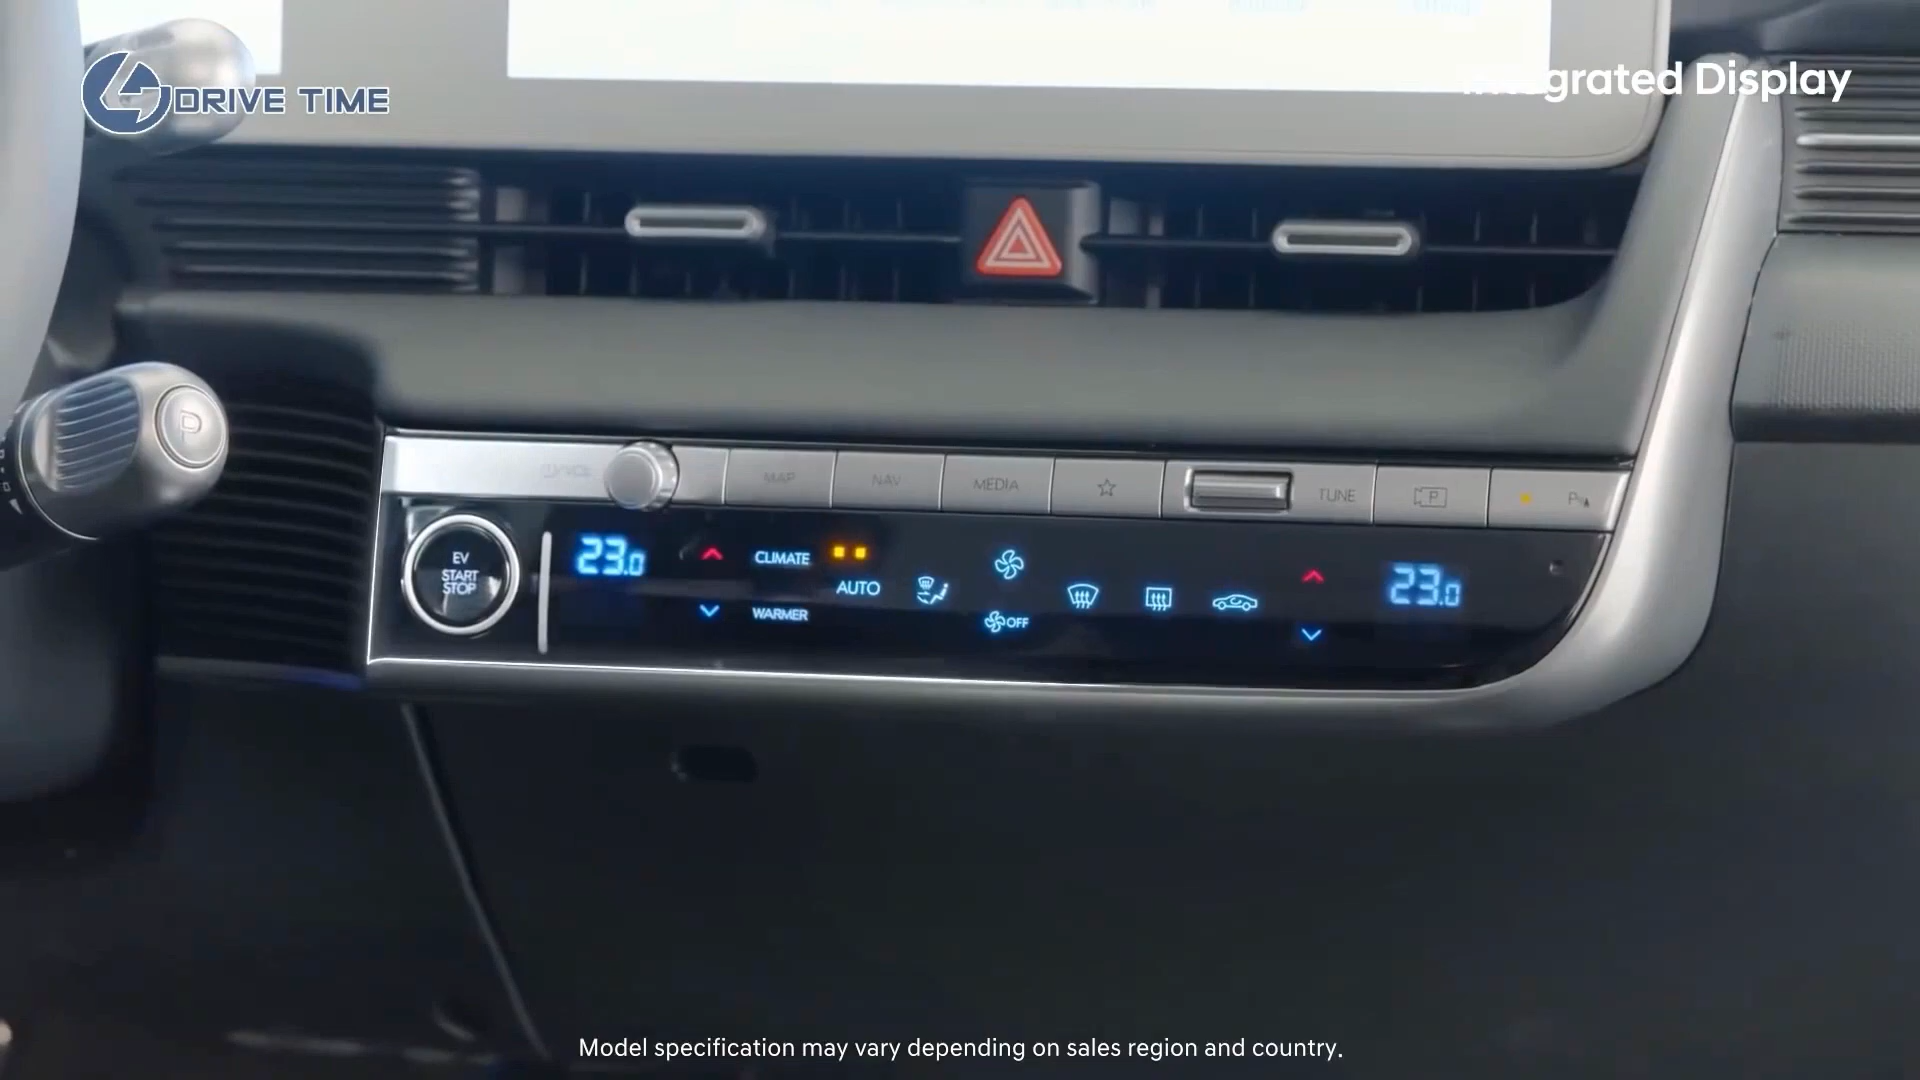 DRIVE TIME
Integrated Display
P
MAP
NAV
MEDIA
TUNE
P
P
EV
START
STOP
23.0
CLIMATE
AUTO
WARMER
OFF
23.0
Model specification may vary depending on sales region and country.